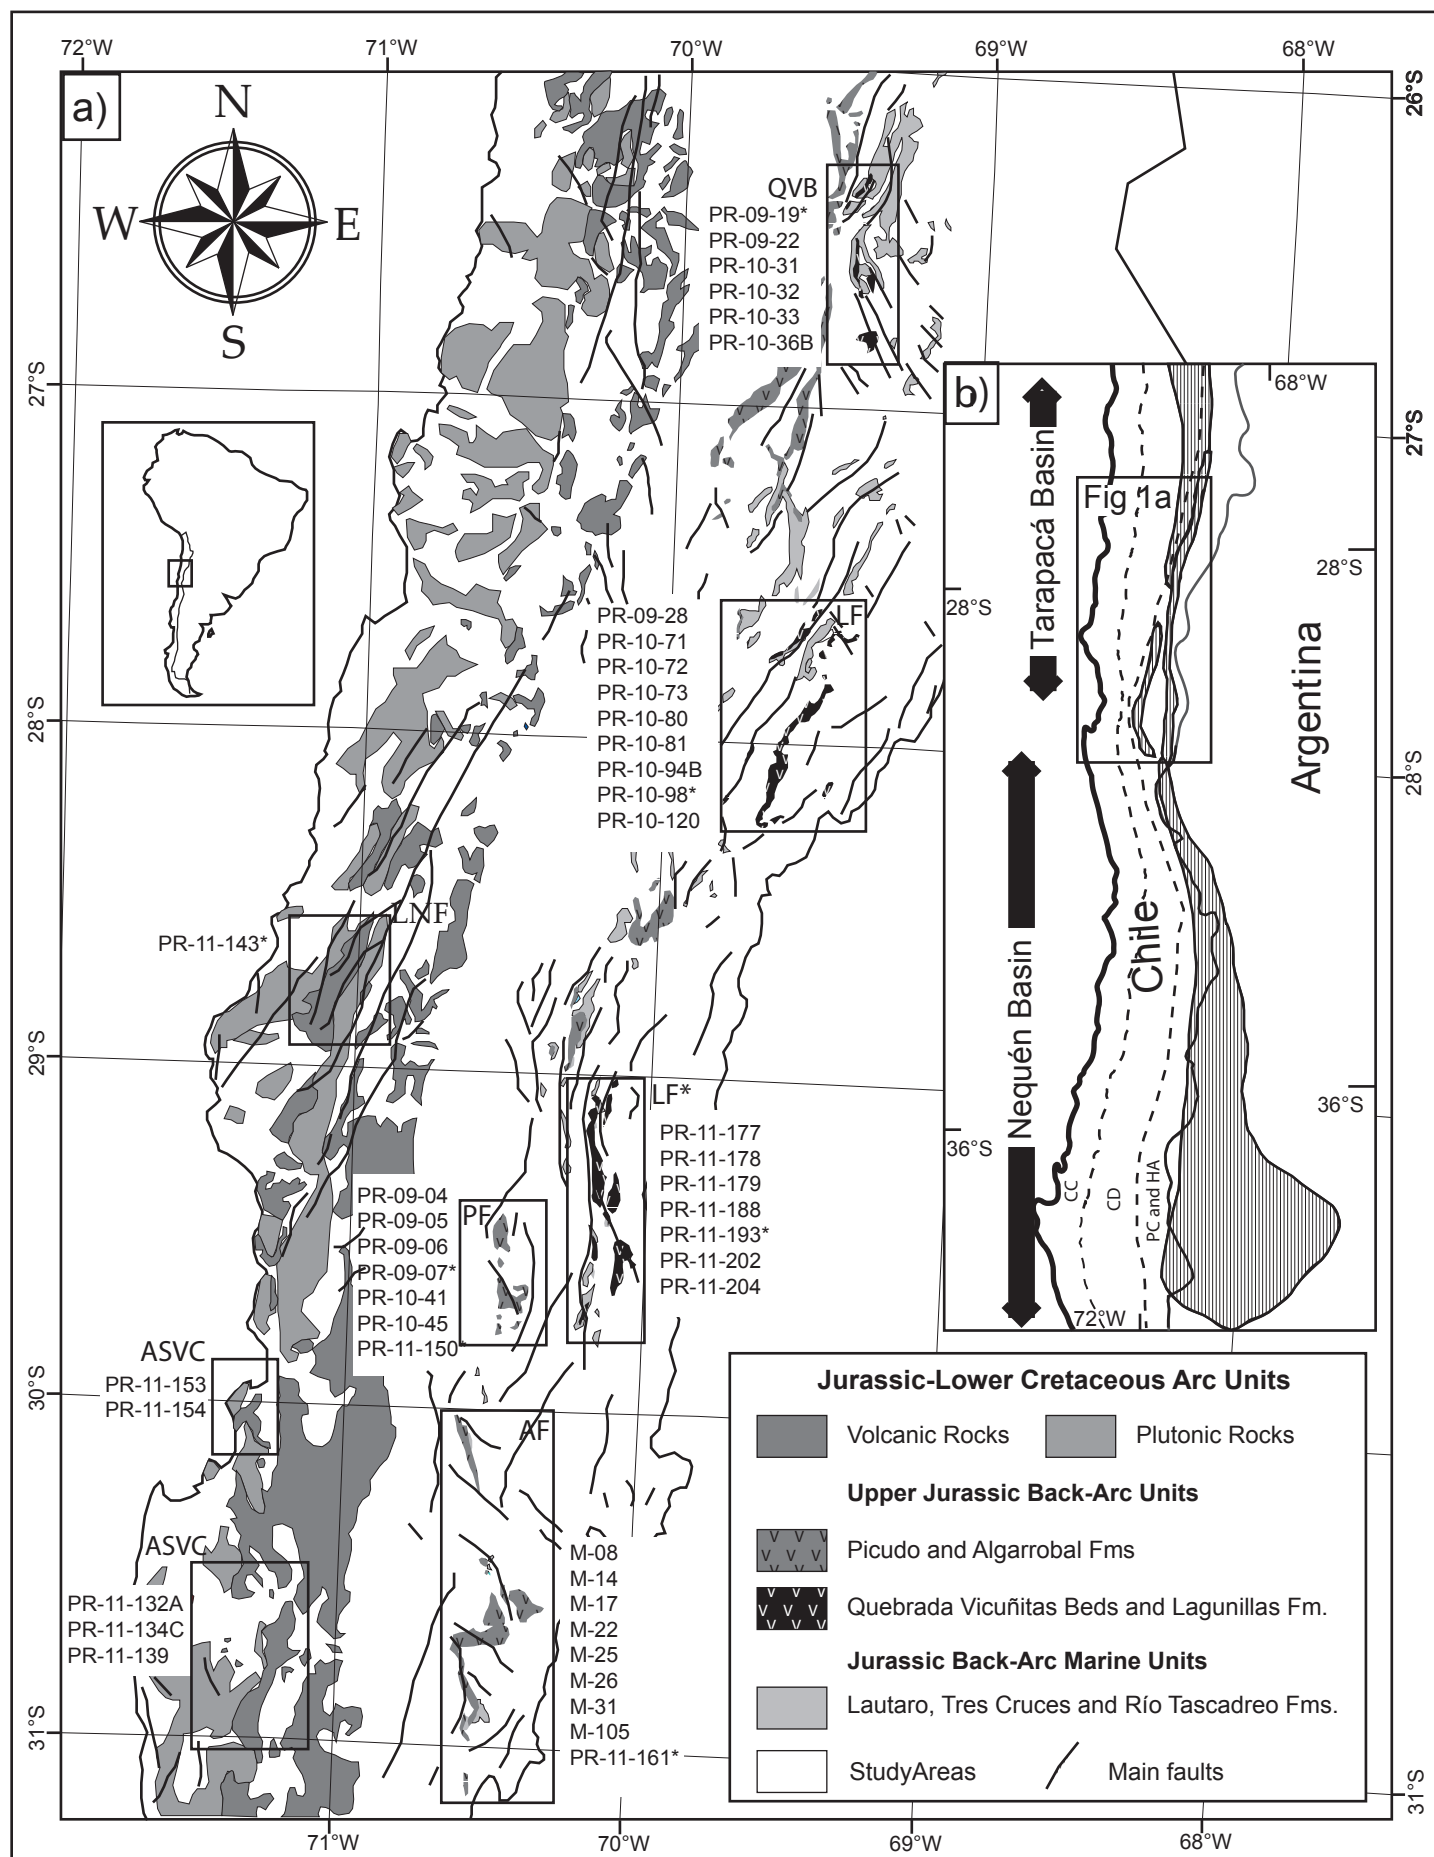 72°W
71°W
70°W
69°W
68°W
a)
N
W
E
S
26°S
QVB
PR-09-19*
PR-09-22
PR-10-31
PR-10-32
PR-10-33
PR-10-36B
27°S
b)
68°W
27°S
Tarapacá Basin
Fig 1a
28°S
28°S
PR-09-28
PR-10-71
PR-10-72
PR-10-73
PR-10-80
PR-10-81
PR-10-94B
PR-10-98*
PR-10-120
LF
Argentina
28°S
28°S
LNF
PR-11-143*
Chile
Nequén Basin
29°S
LF*
PR-11-177
PR-11-178
PR-11-179
PR-11-188
PR-11-193*
PR-11-202
PR-11-204
36°S
36°S
CC
CD
PC and HA
72°W
PR-09-04
PR-09-05
PR-09-06
PR-09-07*
PR-10-41
PR-10-45
PR-11-150*
PF
ASVC
PR-11-153
PR-11-154
30°S
AF
ASVC
PR-11-132A
PR-11-134C
PR-11-139
M-08
M-14
M-17
M-22
M-25
M-26
M-31
M-105
PR-11-161*
31°S
Jurassic-Lower Cretaceous Arc Units
Volcanic Rocks
Plutonic Rocks
Upper Jurassic Back-Arc Units
Picudo and Algarrobal Fms
Quebrada Vicuñitas Beds and Lagunillas Fm.
Jurassic Back-Arc Marine Units
Lautaro, Tres Cruces and Río Tascadreo Fms.
StudyAreas
Main faults
31°S
71°W
70°W
69°W
68°W